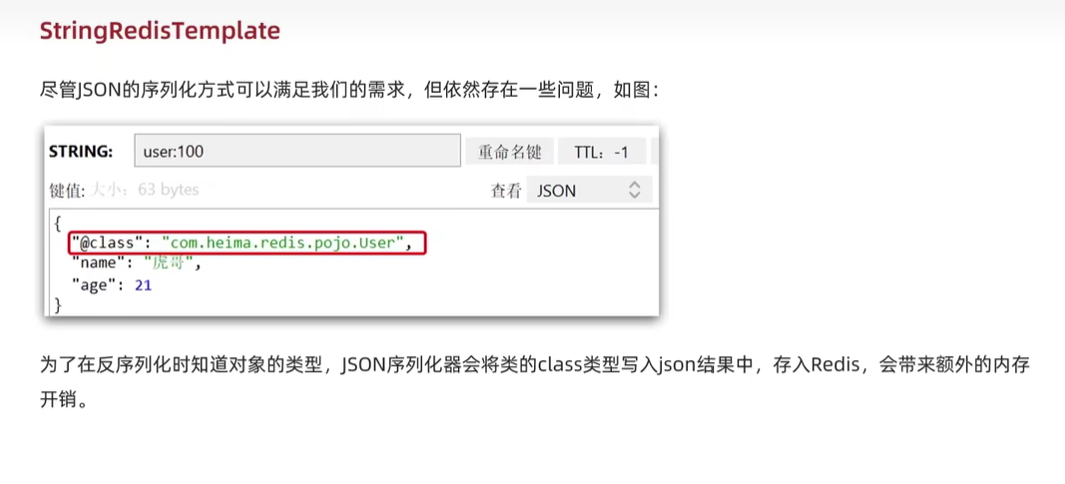 StringRedisTemplate
尽管JSON的序列化方式可以满足我们的需求，但依然存在一些问题，如图：
STRING: user:100 重命名键 TTL: -1
键值: 大小: 63 bytes 查看 JSON
{
"@class": "com.heima.redis.pojo.User",
"name": "虎哥",
"age": 21
}
为了在反序列化时知道对象的类型，JSON序列化器会将类的class类型写入json结果中，存入Redis，会带来额外的内存
开销。